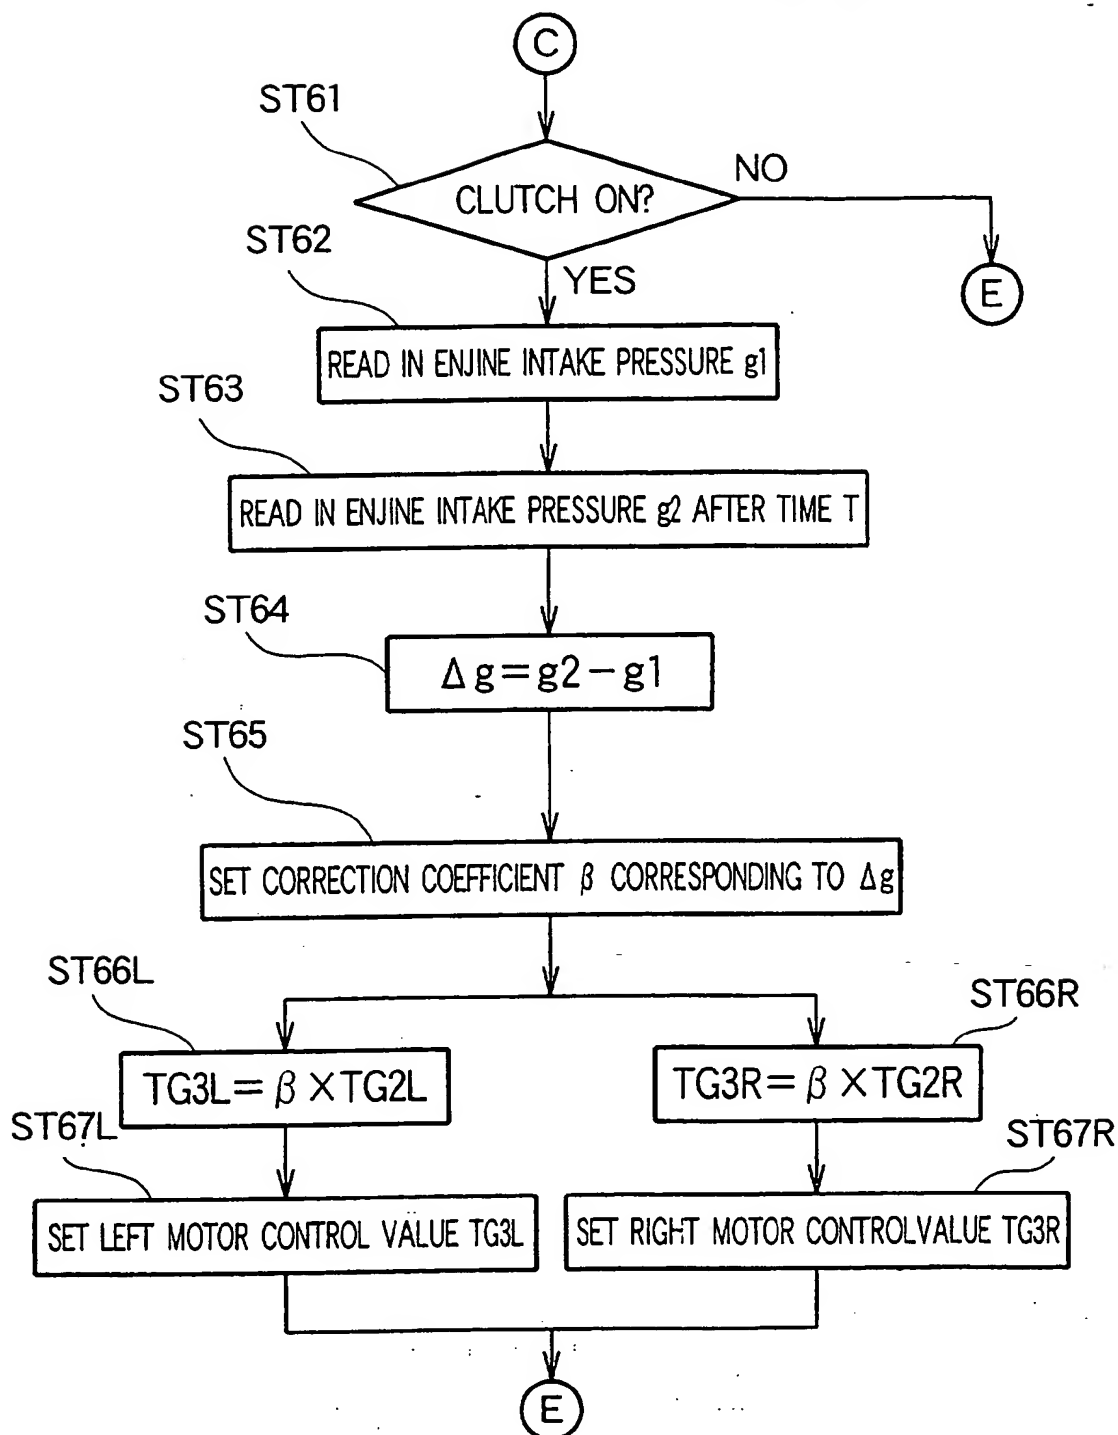 C
ST61
CLUTCH ON?
NO
ST62
YES
E
READ IN ENJINE INTAKE PRESSURE g1
ST63
READ IN ENJINE INTAKE PRESSURE g2 AFTER TIME T
ST64
Δg=g2-g1
ST65
SET CORRECTION COEFFICIENT β CORRESPONDING TO Δg
ST66L
ST66R
TG3L=β×TG2L
TG3R=β×TG2R
ST67L
ST67R
SET LEFT MOTOR CONTROL VALUE TG3L
SET RIGHT MOTOR CONTROLVALUE TG3R
E